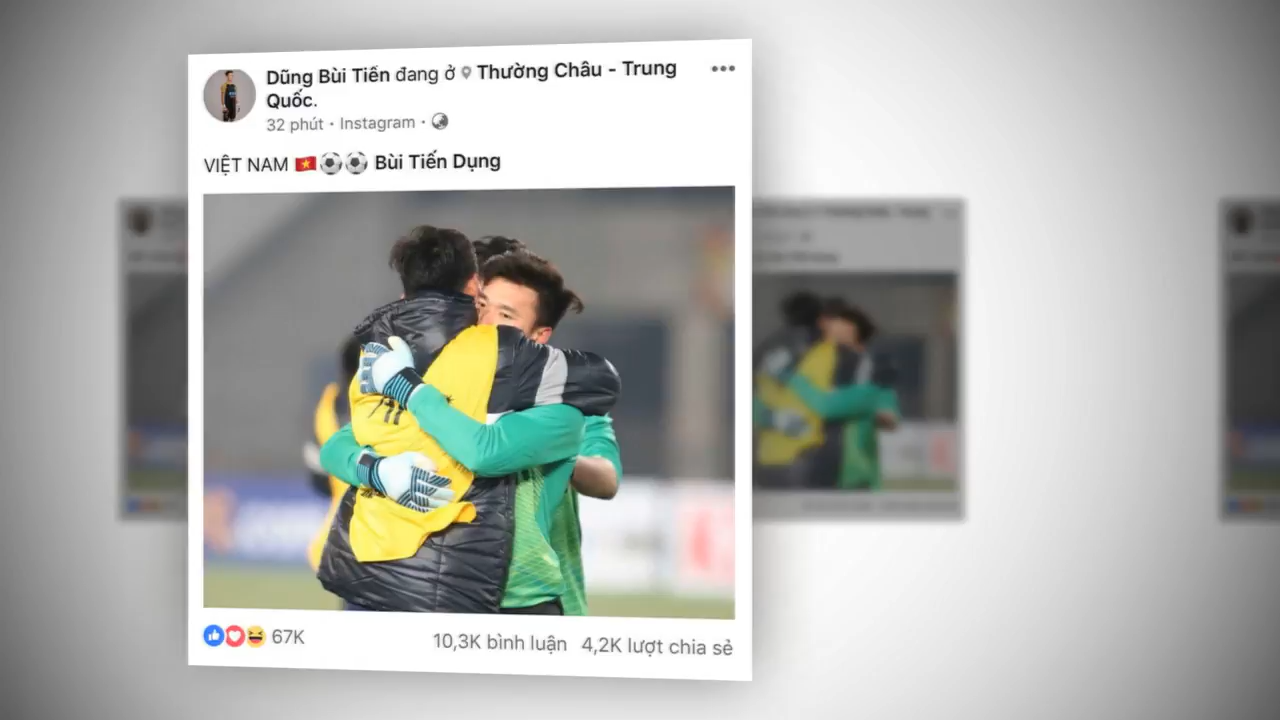 Dũng Bùi Tiến đang ở Thường Châu - Trung
Quốc.
32 phút · Instagram ·
VIỆT NAM 🇻🇳⚽⚽ Bùi Tiến Dụng
67K
10,3K bình luận 4,2K lượt chia sẻ